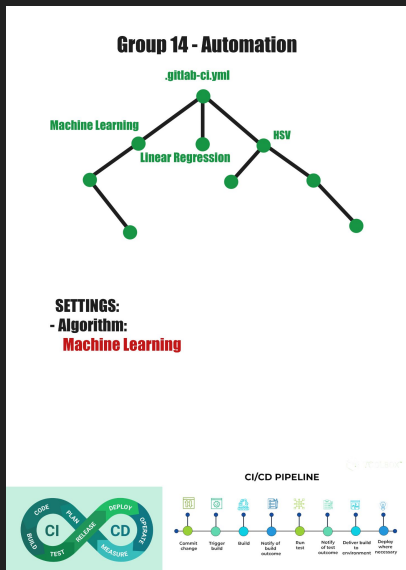 Group 14 - Automation
.gitlab-ci.yml
Machine Learning
HSV
Linear Regression
SETTINGS:
- Algorithm:
Machine Learning
CI/CD PIPELINE
CODE
PLAN
BUILD
TEST
RELEASE
DEPLOY
OPERATE
MEASURE
CI
CD
Commit
change
Trigger
build
Build
Notify of
build
outcome
Run
test
Notify
of test
outcome
Deliver build
to
environment
Deploy
where
necessary